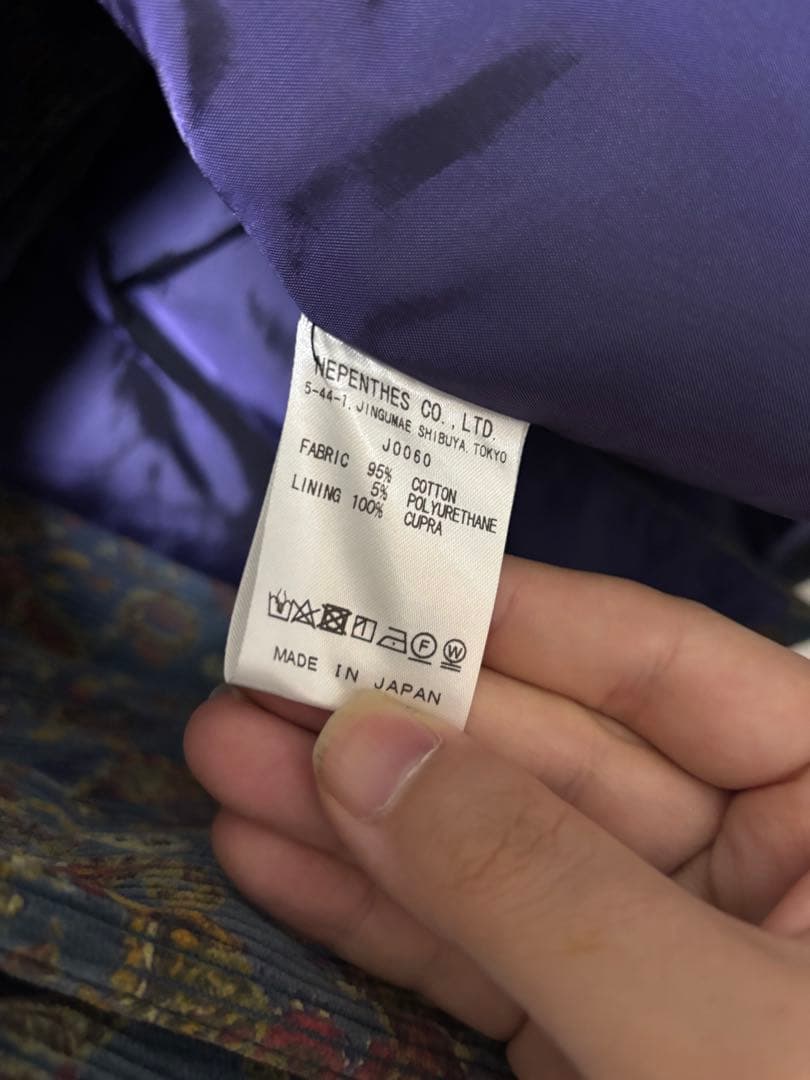 NEPENTHES CO.,LTD.
5-44-1, JINGUMAE SHIBUYA, TOKYO
J0060
FABRIC 95% COTTON
5% POLYURETHANE
LINING 100% CUPRA
F W
MADE IN JAPAN